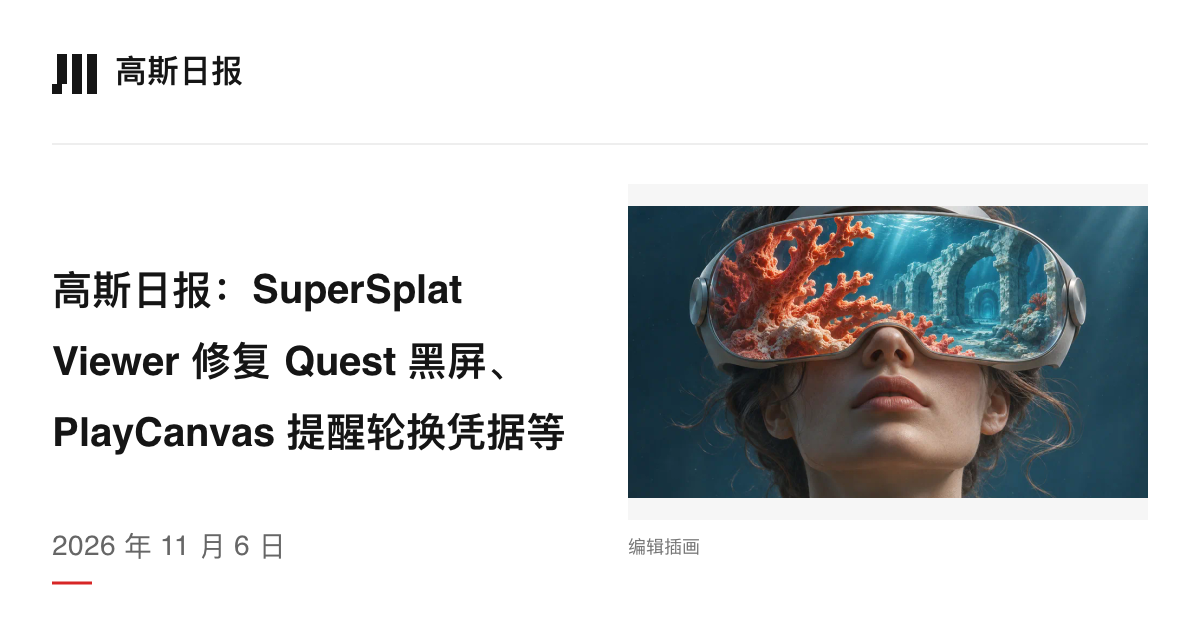 高斯日报
高斯日报：SuperSplat
Viewer 修复 Quest 黑屏、
PlayCanvas 提醒轮换凭据等
2026 年 11 月 6 日
编辑插画